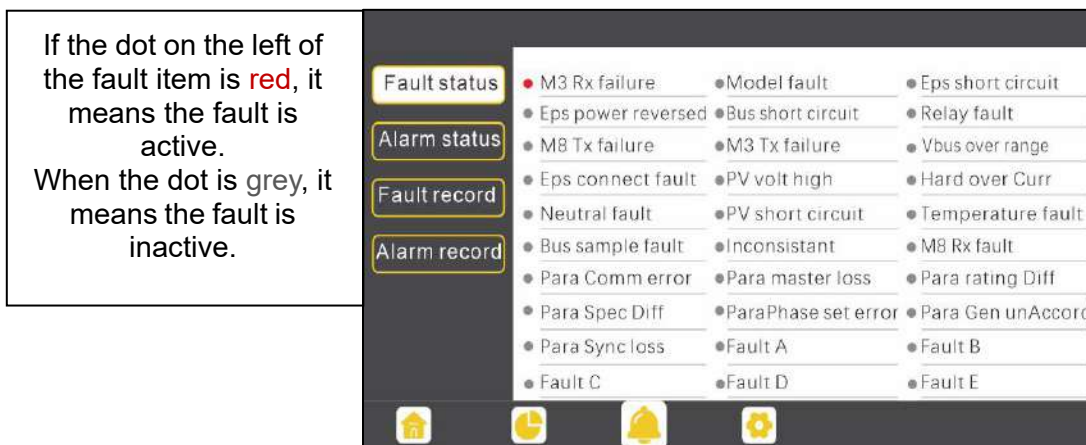 If the dot on the left of
the fault item is red, it
means the fault is
active.
When the dot is grey, it
means the fault is
inactive.
Fault status
Alarm status
Fault record
Alarm record
M3 Rx failure Model fault Eps short circuit
Eps power reversed Bus short circuit Relay fault
M8 Tx failure M3 Tx failure Vbus over range
Eps connect fault PV volt high Hard over Curr
Neutral fault PV short circuit Temperature fault
Bus sample fault Inconsistant M8 Rx fault
Para Comm error Para master loss Para rating Diff
Para Spec Diff ParaPhase set error Para Gen unAccord
Para Sync loss Fault A Fault B
Fault C Fault D Fault E